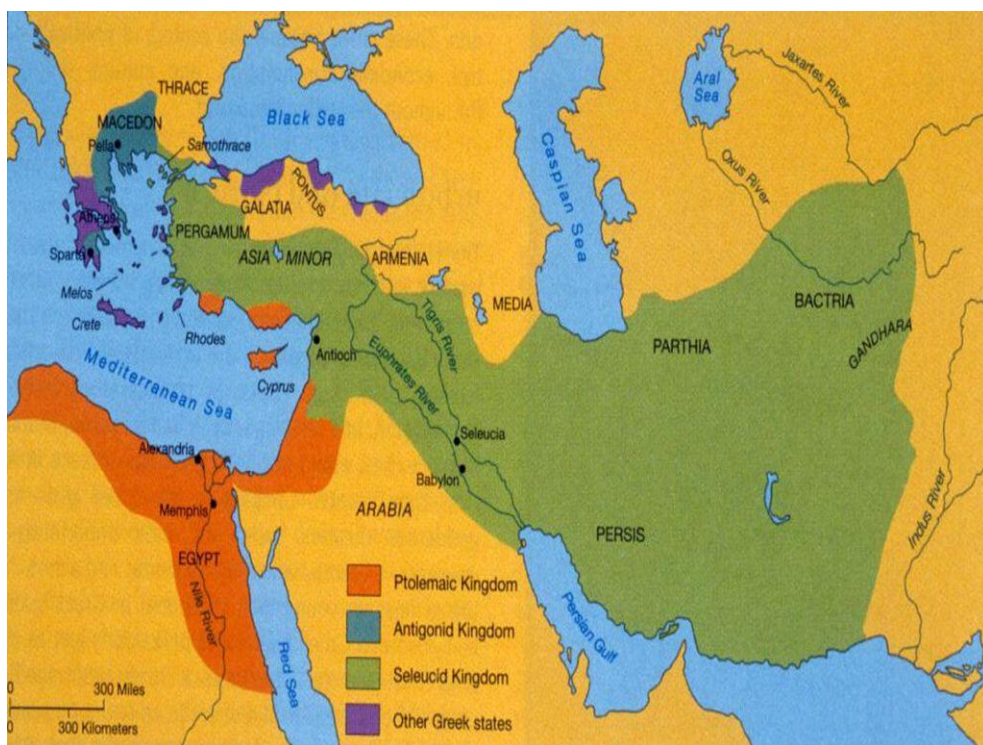 THRACE
MACEDON
Pella
Samothrace
Black Sea
Aral
Sea
Jaxartes River
Oxus River
Caspian Sea
PONTUS
GALATIA
Athens
PERGAMUM
Sparta
ASIA MINOR
ARMENIA
MEDIA
BACTRIA
GANDHARA
Melos
Crete
Rhodes
Tigris River
PARTHIA
Antioch
Euphrates River
Mediterranean Sea
Cyprus
Seleucia
Alexandria
Babylon
Memphis
ARABIA
PERSIS
Indus River
EGYPT
Nile River
Red Sea
Persian Gulf
Ptolemaic Kingdom
Antigonid Kingdom
Seleucid Kingdom
Other Greek states
0 300 Miles
0 300 Kilometers